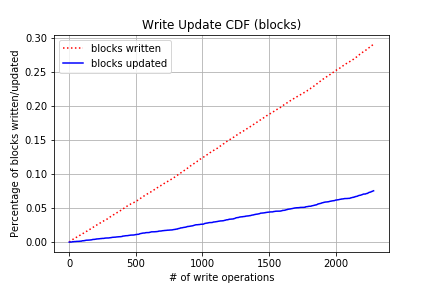 Write Update CDF (blocks)
blocks written
blocks updated
Percentage of blocks written/updated
0.30
0.25
0.20
0.15
0.10
0.05
0.00
0 500 1000 1500 2000
# of write operations